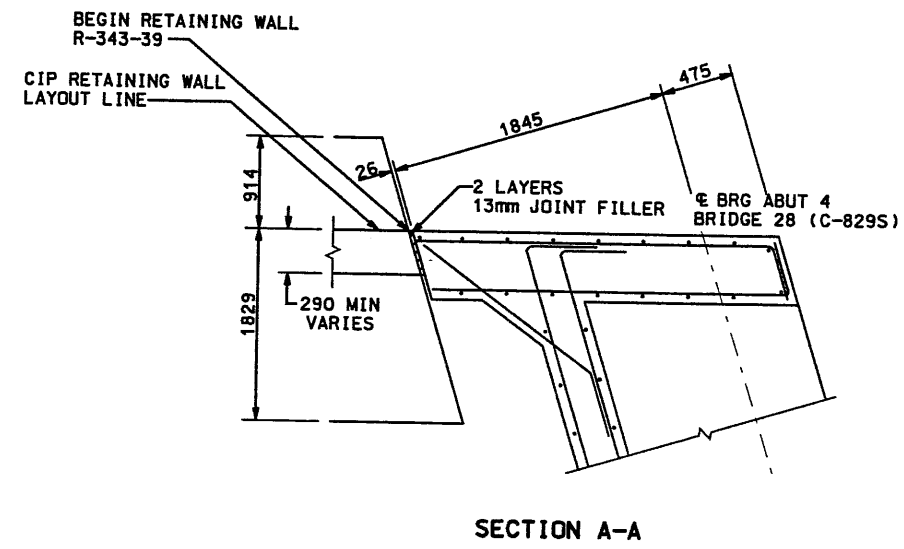 BEGIN RETAINING WALL
R-343-39
CIP RETAINING WALL
LAYOUT LINE
475
1845
26
914
2 LAYERS
13mm JOINT FILLER
℄ BRG ABUT 4
BRIDGE 28 (C-829S)
290 MIN
VARIES
1829
SECTION A-A